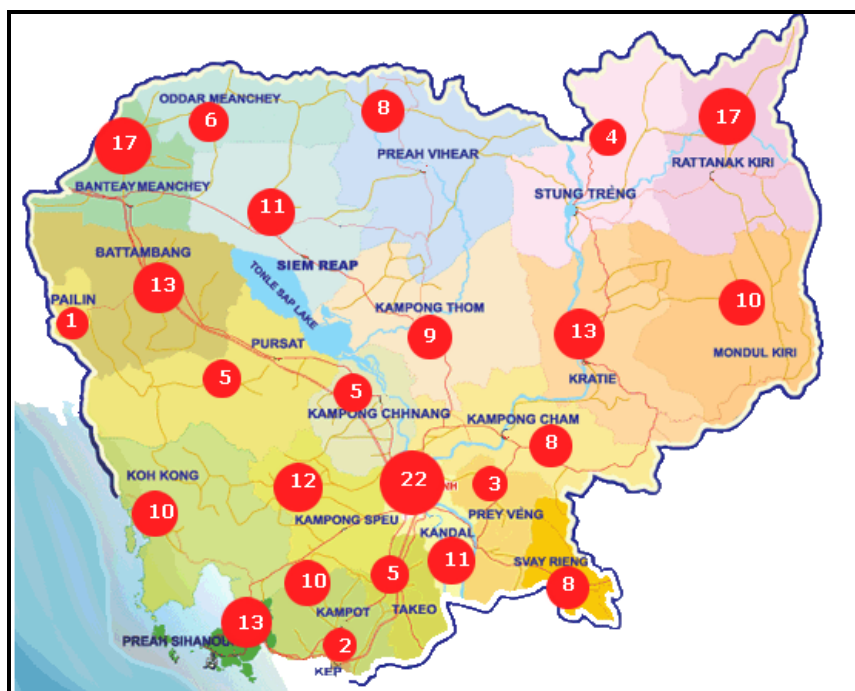 ODDAR MEANCHEY
6
8
4
17
17
PREAH VIHEAR
RATTANAK KIRI
BANTEAY MEANCHEY
STUNG TRENG
11
BATTAMBANG
SIEM REAP
13
TONLE SAP LAKE
PAILIN
1
KAMPONG THOM
10
9
13
PURSAT
MONDUL KIRI
KRATIE
5
5
KAMPONG CHHNANG
KAMPONG CHAM
8
KOH KONG
12
22
NH
3
10
KAMPONG SPEU
PREY VENG
KANDAL
11
SVAY RIENG
8
10
5
KAMPOT
TAKEO
13
PREAH SIHANOU
2
KEP